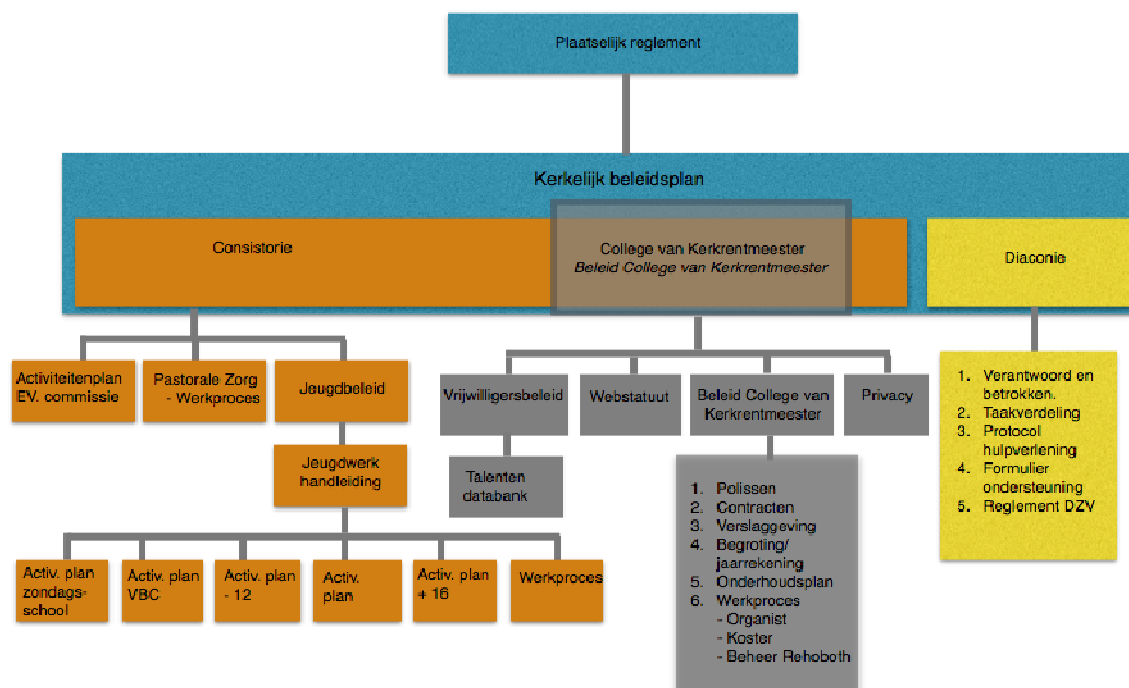 Plaatselijk reglement
Kerkelijk beleidsplan
Consistorie
College van Kerkrentmeester
Beleid College van Kerkrentmeester
Diaconie
Activiteitenplan
EV. commissie
Pastorale Zorg
- Werkproces
Jeugdbeleid
Vrijwilligersbeleid
Webstatuut
Beleid College van
Kerkrentmeester
Privacy
1. Verantwoord en
betrokken.
2. Taakverdeling
3. Protocol
hulpverlening
4. Formulier
ondersteuning
5. Reglement DZV
Jeugdwerk
handleiding
Talenten
databank
1. Polissen
2. Contracten
3. Verslaggeving
4. Begroting/
jaarrekening
5. Onderhoudsplan
6. Werkproces
- Organist
- Koster
- Beheer Rehoboth
Activ. plan
zondags-
school
Activ. plan
VBC
Activ. plan
- 12
Activ.
plan
Activ. plan
+ 16
Werkproces